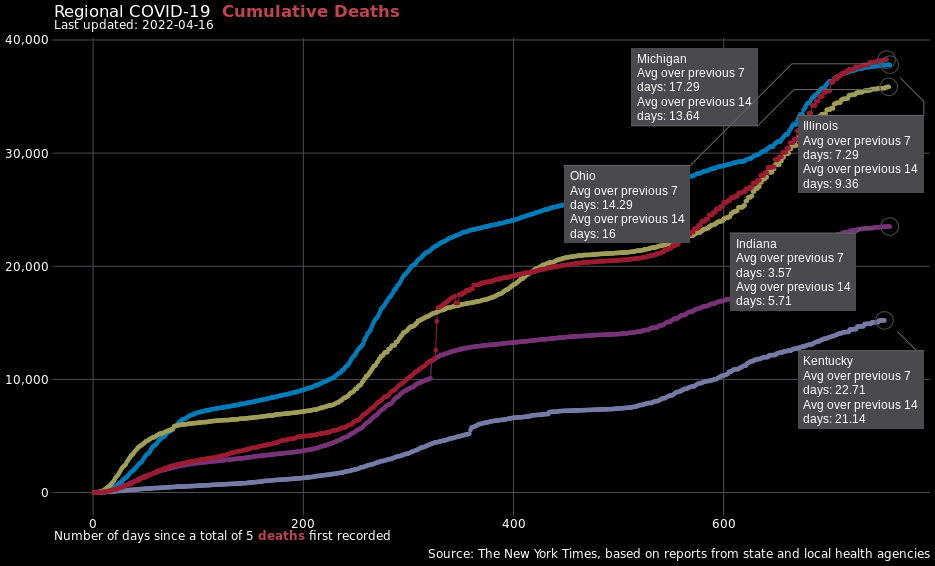 Regional COVID-19 Cumulative Deaths
Last updated: 2022-04-16
40,000
30,000
20,000
10,000
0
Michigan
Avg over previous 7
days: 17.29
Avg over previous 14
days: 13.64
Illinois
Avg over previous 7
days: 7.29
Avg over previous 14
days: 9.36
Ohio
Avg over previous 7
days: 14.29
Avg over previous 14
days: 16
Indiana
Avg over previous 7
days: 3.57
Avg over previous 14
days: 5.71
Kentucky
Avg over previous 7
days: 22.71
Avg over previous 14
days: 21.14
0
200
400
600
Number of days since a total of 5 deaths first recorded
Source: The New York Times, based on reports from state and local health agencies